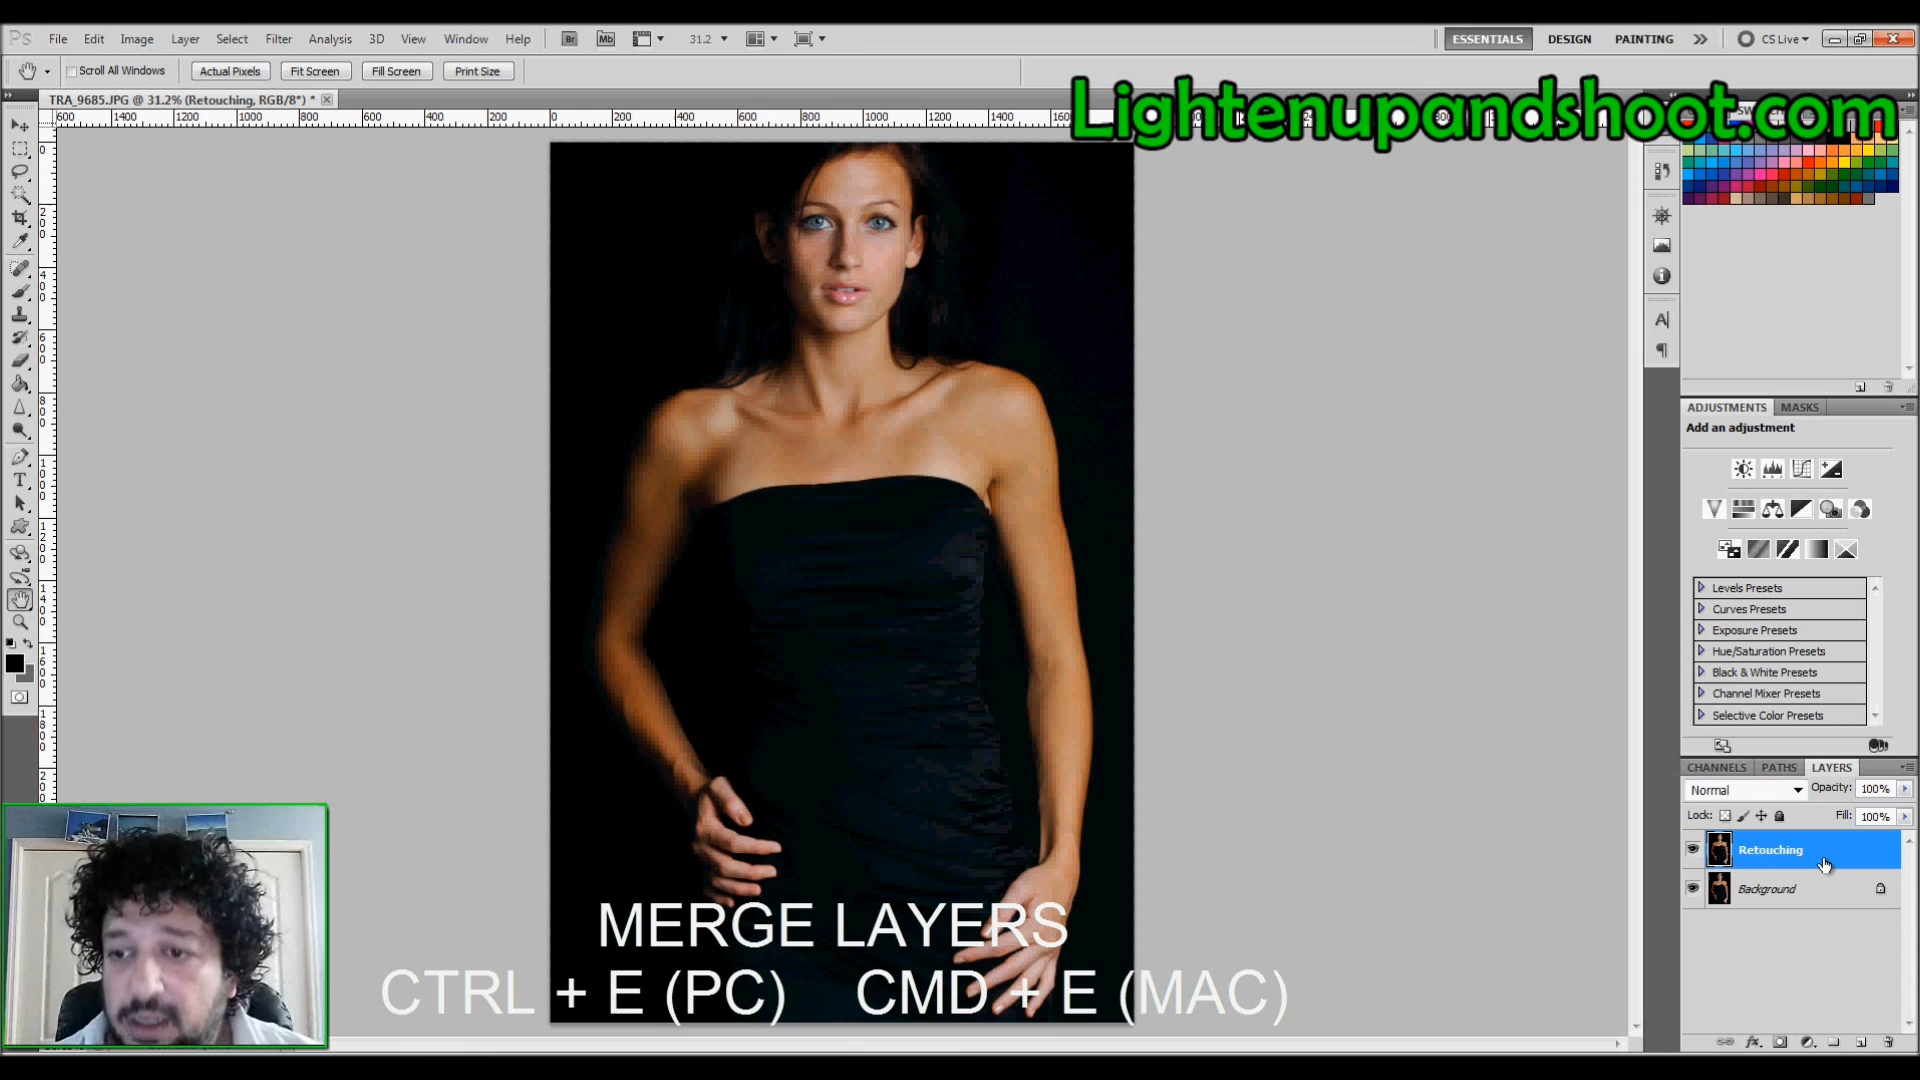 Ps File Edit Image Layer Select Filter Analysis 3D View Window Help Br Mb 31.2 ESSENTIALS DESIGN PAINTING CS Live
Scroll All Windows Actual Pixels Fit Screen Fill Screen Print Size
TRA_9685.JPG @ 31.2% (Retouching, RGB/8*) *
Lightenupandshoot.com
600 1400 1200 1000 800 600 400 200 0 200 400 600 800 1000 1200 1400
ADJUSTMENTS MASKS
Add an adjustment
Levels Presets
Curves Presets
Exposure Presets
Hue/Saturation Presets
Black & White Presets
Channel Mixer Presets
Selective Color Presets
CHANNELS PATHS LAYERS
Normal Opacity: 100%
Lock: Fill: 100%
Retouching
Background
MERGE LAYERS
CTRL + E (PC) CMD + E (MAC)